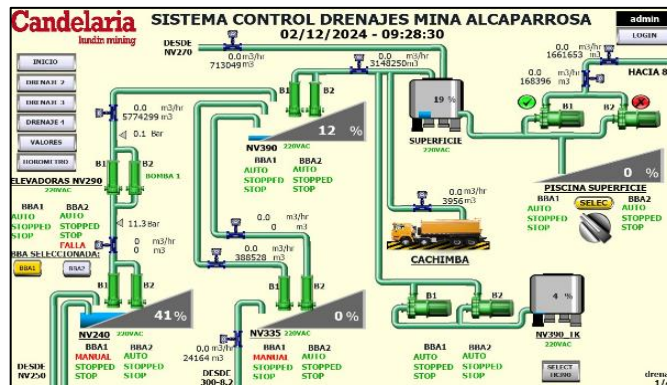 Candelaria
lundin mining
SISTEMA CONTROL DRENAJES MINA ALCAPARROSA
02/12/2024 - 09:28:30
admin
LOGIN
INICIO
DRENAJE 2
DRENAJE 3
DRENAJE 4
VALORES
HOROMETRO
DESDE
NV270
0.0 m3/hr
713049 m3
0.0 m3/hr
3148250 m3
0.0 m3/hr
1661653 m3
0.0 m3/hr
168396 m3
HACIA 8
0.0 m3/hr
5774299 m3
0.1 Bar
B1 B2
BOMBA 1
B1 B2
12 %
NV390
220VAC
BBA1 BBA2
AUTO AUTO
STOPPED STOPPED
STOP STOP
19 %
SUPERFICIE
220VAC
B1 B2
0 %
PISCINA SUPERFICIE
220VAC
BBA1 BBA2
AUTO AUTO
STOPPED STOPPED
STOP STOP
SELEC
ELEVADORAS NV290
220VAC
BBA1 BBA2
AUTO AUTO
STOPPED STOPPED
STOP STOP
FALLA
11.3 Bar
0 m3/hr
0 m3
BBA SELECCIONADA:
BBA1 BBA2
0.0 m3/hr
0 m3
0.0
388528 m3
0.0 m3/hr
3956 m3
CACHIMBA
B1 B2
41 %
NV240
220VAC
BBA1 BBA2
MANUAL AUTO
STOPPED STOPPED
STOP STOP
DESDE
NV250
B1 B2
0 %
NV335
220VAC
BBA1 BBA2
MANUAL AUTO
STOPPED STOPPED
STOP STOP
0.0 m3/hr
24164 m3
DESDE
300-8.2
B1 B2
BBA1 BBA2
AUTO AUTO
STOPPED STOPPED
STOP STOP
4 %
NV390_TK
220VAC
SELECT